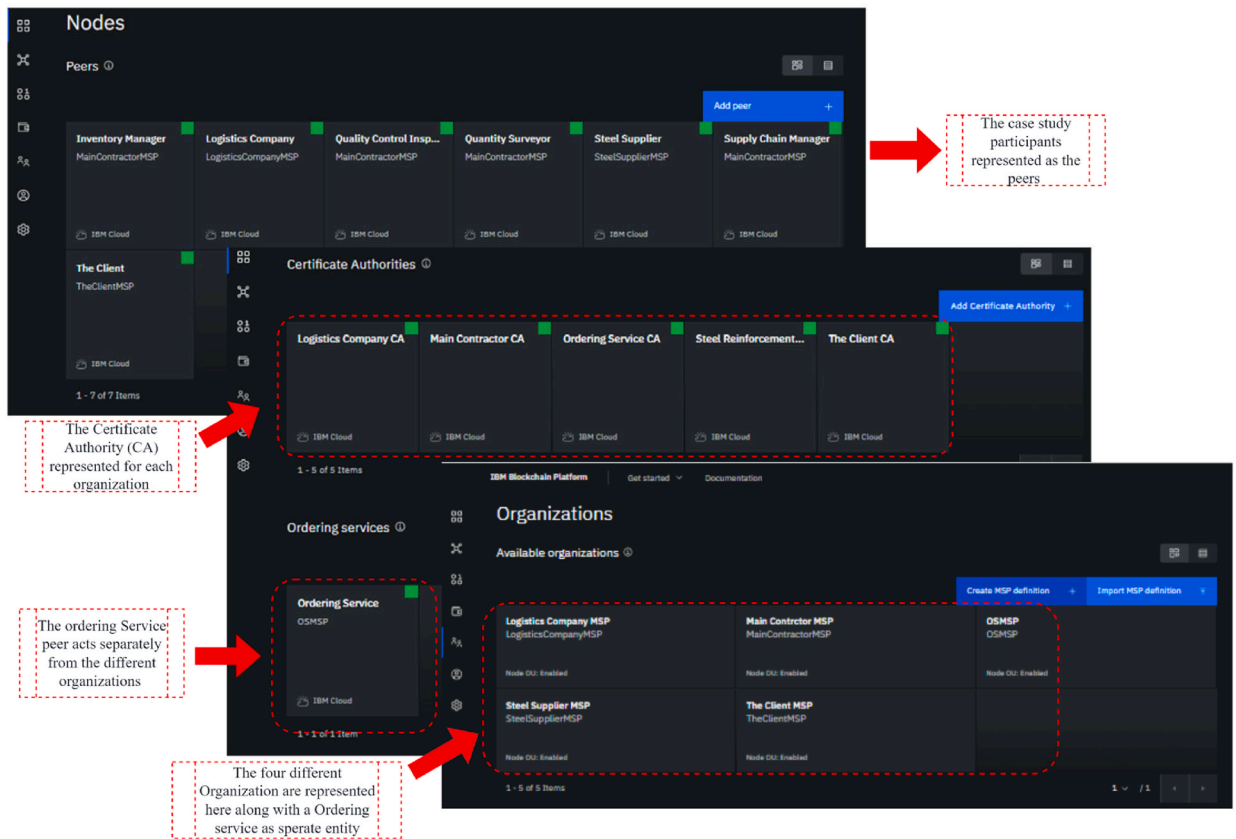 Nodes
Peers
Add peer +
Inventory Manager
MainContractorMSP
IBM Cloud
Logistics Company
LogisticsCompanyMSP
IBM Cloud
Quality Control Insp...
MainContractorMSP
IBM Cloud
Quantity Surveyor
MainContractorMSP
IBM Cloud
Steel Supplier
SteelSupplierMSP
IBM Cloud
Supply Chain Manager
MainContractorMSP
IBM Cloud
The Client
TheClientMSP
IBM Cloud
1 - 7 of 7 Items
The case study
participants
represented as the
peers
Certificate Authorities
Add Certificate Authority +
Logistics Company CA
IBM Cloud
Main Contractor CA
IBM Cloud
Ordering Service CA
IBM Cloud
Steel Reinforcement...
IBM Cloud
The Client CA
IBM Cloud
1 - 5 of 5 Items
The Certificate
Authority (CA)
represented for each
organization
Ordering services
Ordering Service
OSMSP
IBM Cloud
1 - 1 of 1 Item
The ordering Service
peer acts separately
from the different
organizations
IBM Blockchain Platform
Get started
Documentation
Organizations
Available organizations
Create MSP definition +
Import MSP definition
Logistics Company MSP
LogisticsCompanyMSP
Node OU: Enabled
Main Contrctor MSP
MainContractorMSP
Node OU: Enabled
OSMSP
OSMSP
Node OU: Enabled
Steel Supplier MSP
SteelSupplierMSP
Node OU: Enabled
The Client MSP
TheClientMSP
Node OU: Enabled
1 - 5 of 5 Items
1 /1
The four different
Organization are represented
here along with a Ordering
service as sperate entity